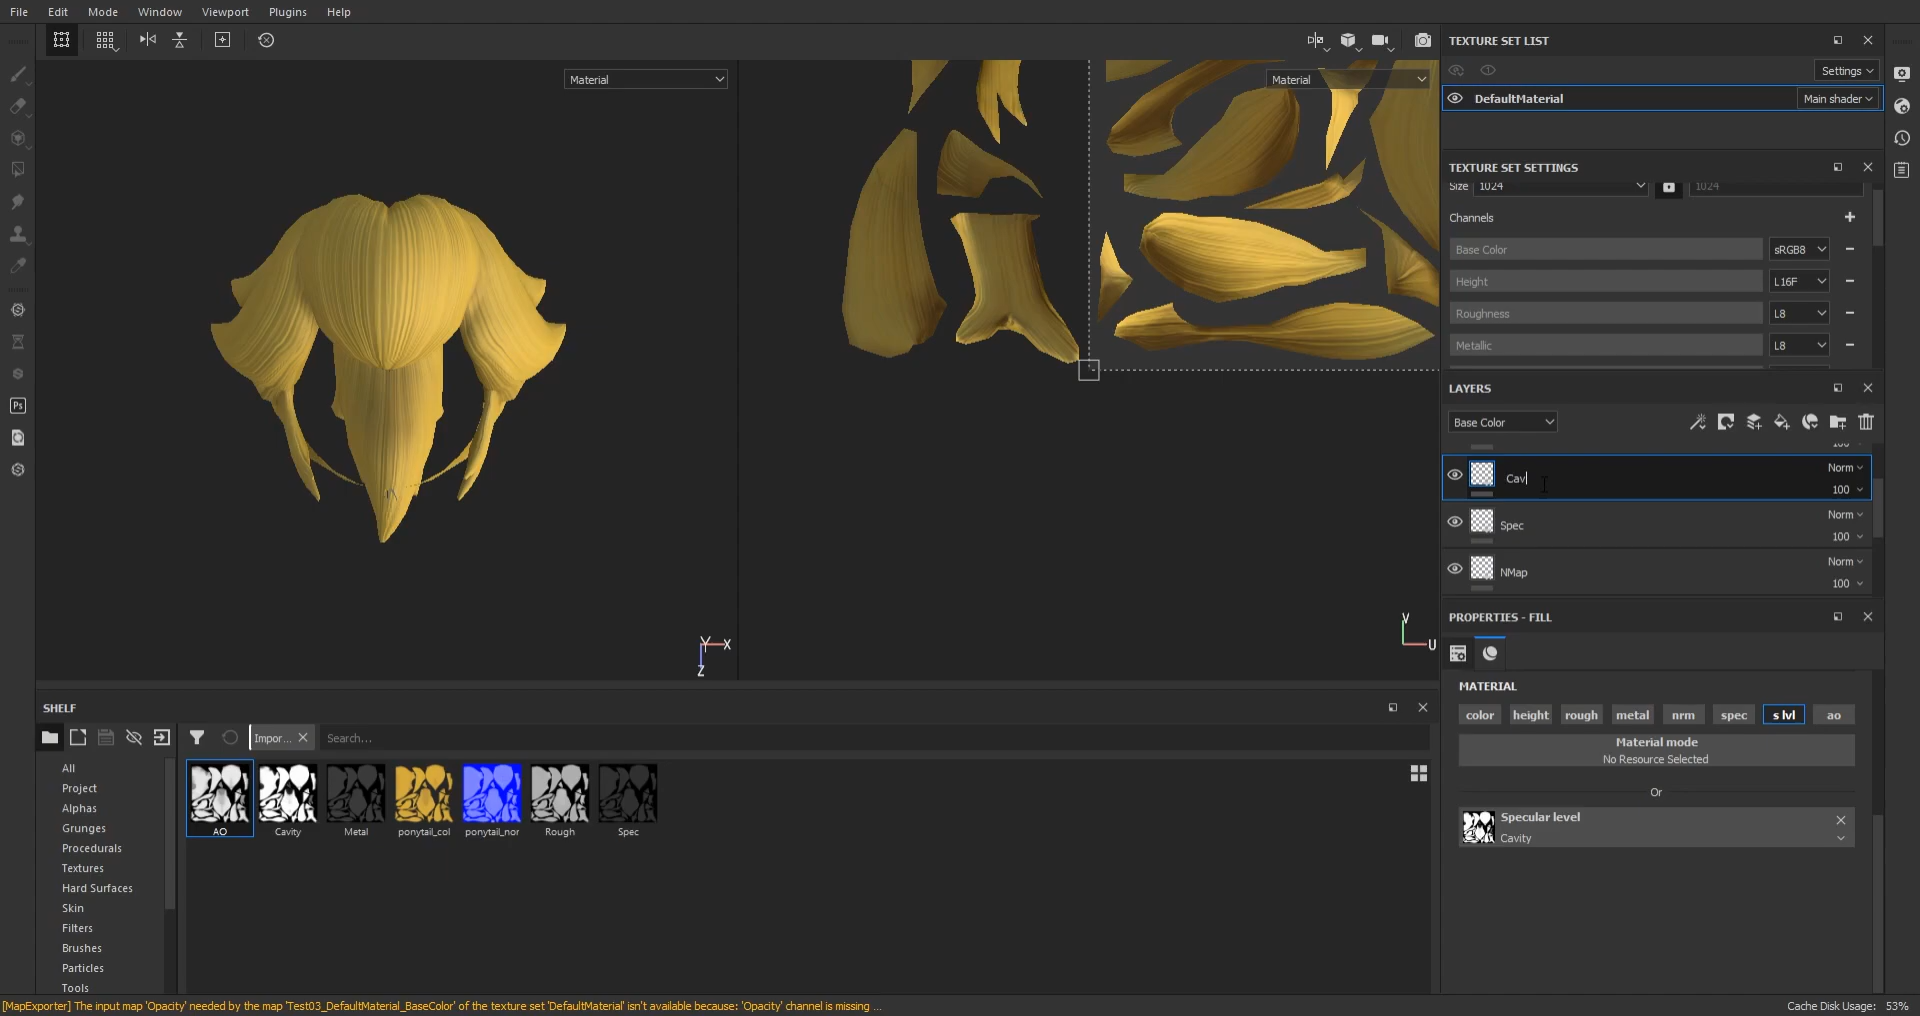 File Edit Mode Window Viewport Plugins Help
TEXTURE SET LIST
Settings
DefaultMaterial Main shader
Material
Material
TEXTURE SET SETTINGS
Size 1024 1024
Channels
Base Color sRGB8
Height L16F
Roughness L8
Metallic L8
LAYERS
Base Color
100
Cav Norm
100
Spec Norm
100
NMap Norm
100
Y X
Z
V
U
PROPERTIES - FILL
MATERIAL
color height rough metal nrm spec s lvl ao
Material mode
No Resource Selected
Or
Specular level
Cavity
SHELF
Impor... Search...
All
Project
Alphas
Grunges
Procedurals
Textures
Hard Surfaces
Skin
Filters
Brushes
Particles
Tools
AO Cavity Metal ponytail_col ponytail_nor Rough Spec
Ps
[MapExporter] The input map 'Opacity' needed by the map 'Test03_DefaultMaterial_BaseColor' of the texture set 'DefaultMaterial' isn't available because: 'Opacity' channel is missing ...
Cache Disk Usage: 53%